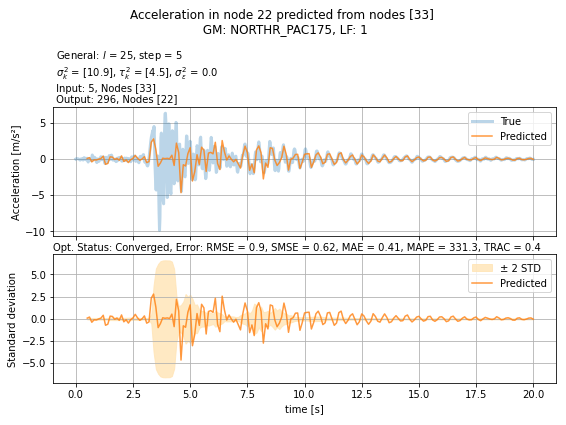 Acceleration in node 22 predicted from nodes [33]
GM: NORTHR_PAC175, LF: 1
General: l = 25, step = 5
σ²ₖ = [10.9], τ²ₖ = [4.5], σ²ε = 0.0
Input: 5, Nodes [33]
Output: 296, Nodes [22]
Acceleration [m/s²]
5
0
−5
−10
True
Predicted
Opt. Status: Converged, Error: RMSE = 0.9, SMSE = 0.62, MAE = 0.41, MAPE = 331.3, TRAC = 0.4
Standard deviation
5.0
2.5
0.0
−2.5
−5.0
± 2 STD
Predicted
0.0 2.5 5.0 7.5 10.0 12.5 15.0 17.5 20.0
time [s]